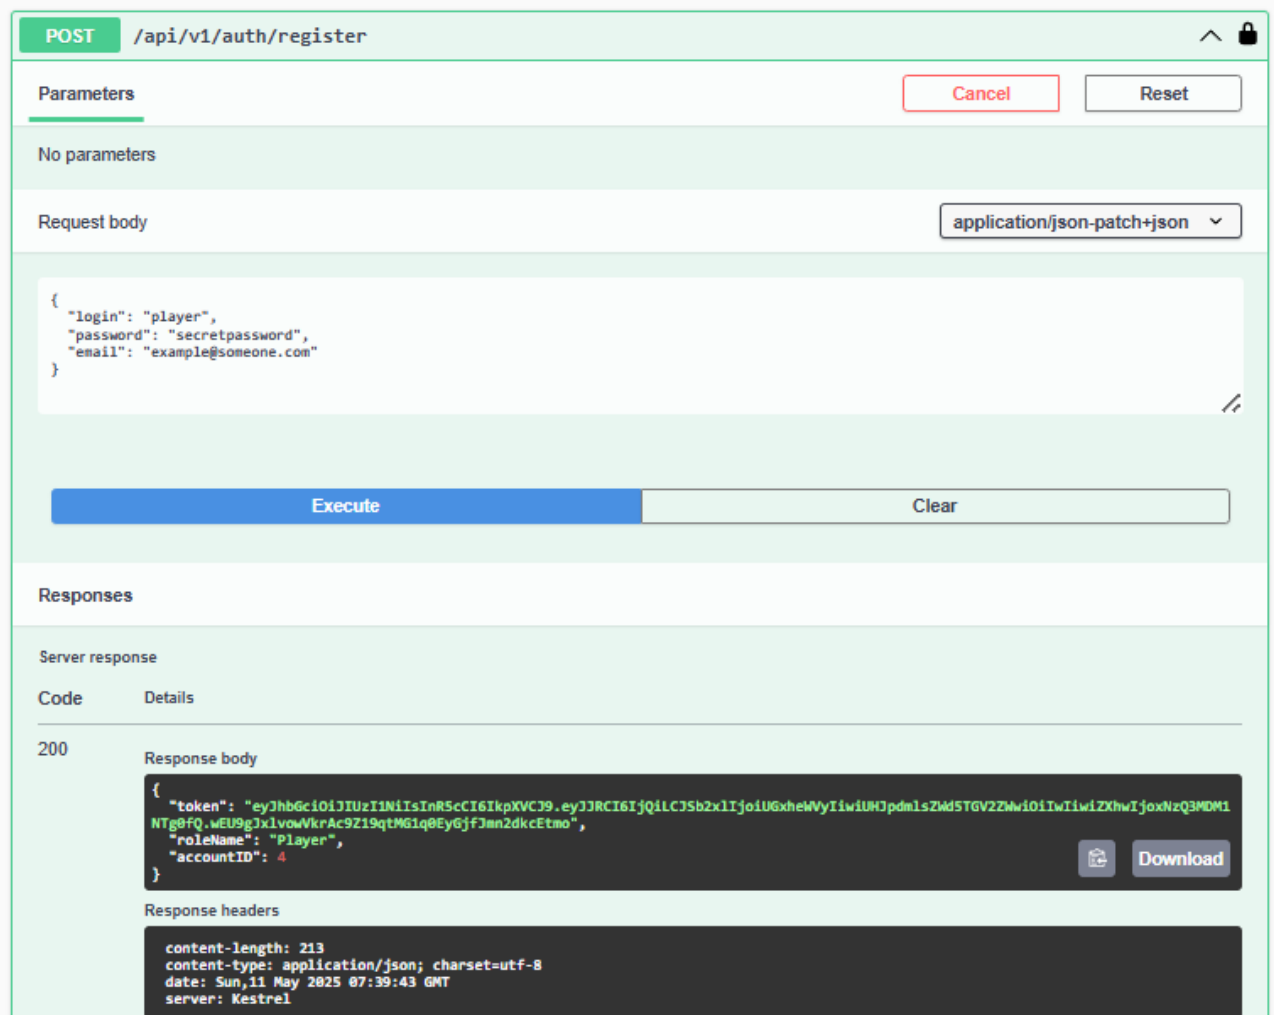 POST /api/v1/auth/register
Parameters
Cancel
Reset
No parameters
Request body
application/json-patch+json
{
"login": "player",
"password": "secretpassword",
"email": "example@someone.com"
}
Execute
Clear
Responses
Server response
Code Details
200
Response body
{
"token": "eyJhbGciOiJIUzI1NiIsInR5cCI6IkpXVCJ9.eyJJRCI6IjQiLCJSb2xlIjoiUGxheWVyIiwiUHJpdmlsZWd5TGV2ZWwiOiIwIiwiZXhwIjoxNzQ3MDM1
NTg0fQ.wEU9gJxlvowVkrAc9Z19qtMG1q0EyGjfJmn2dkcEtmo",
"roleName": "Player",
"accountID": 4
}
Download
Response headers
content-length: 213
content-type: application/json; charset=utf-8
date: Sun,11 May 2025 07:39:43 GMT
server: Kestrel